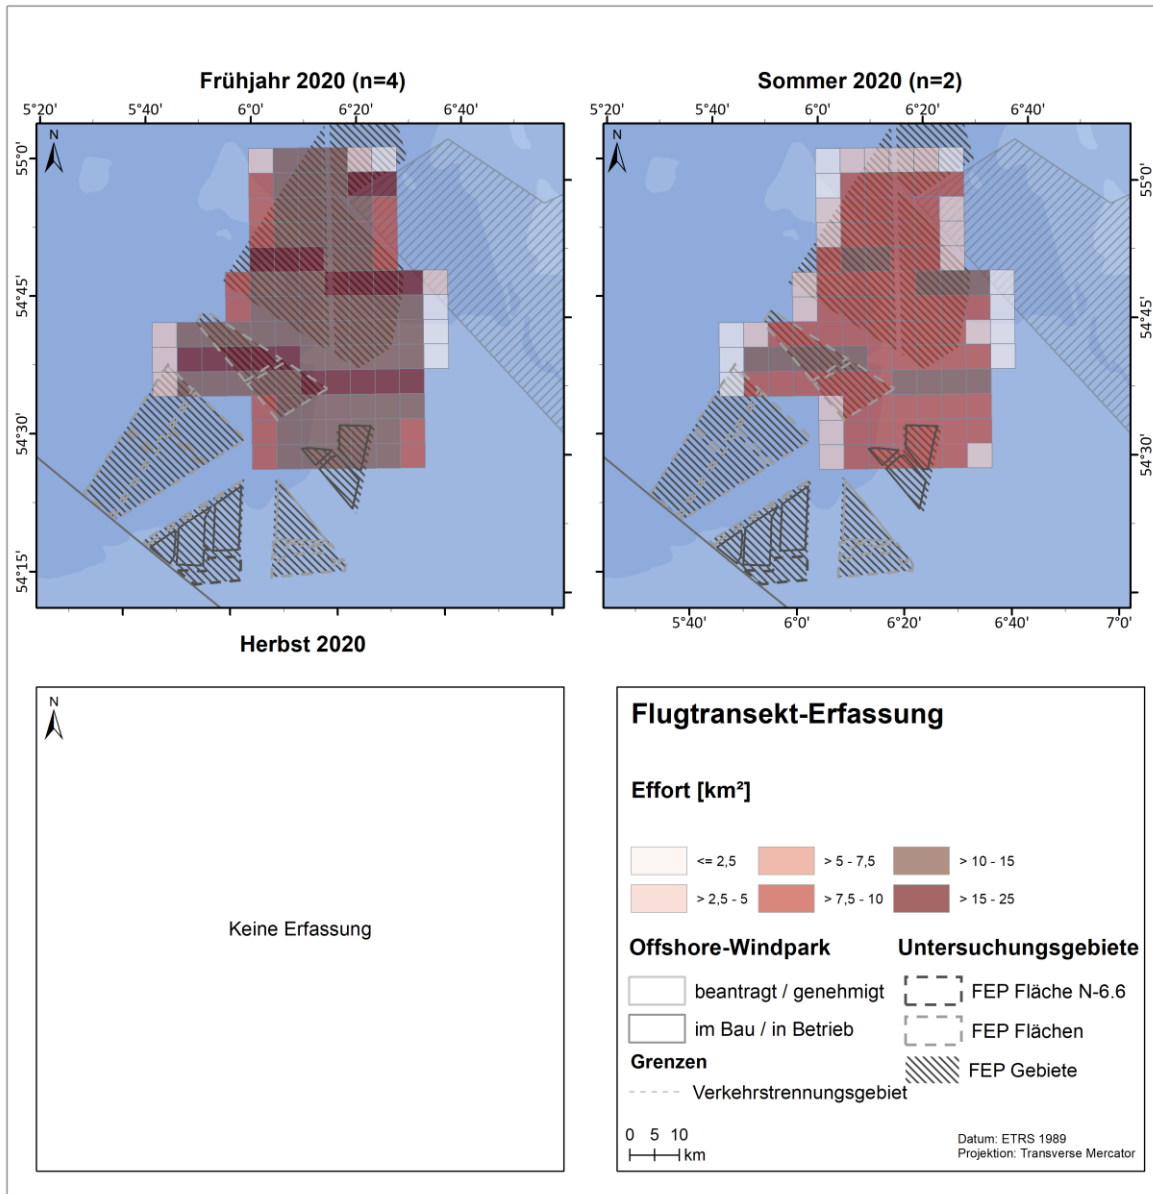 Frühjahr 2020 (n=4)
Sommer 2020 (n=2)
5°20'
5°40'
6°0'
6°20'
6°40'
5°20'
5°40'
6°0'
6°20'
6°40'
N
N
55°0'
54°45'
54°30'
54°15'
55°0'
54°45'
54°30'
54°15'
5°40'
6°0'
6°20'
6°40'
7°0'
Herbst 2020
N
Keine Erfassung
Flugtransekt-Erfassung
Effort [km²]
<= 2,5
> 5 - 7,5
> 10 - 15
> 2,5 - 5
> 7,5 - 10
> 15 - 25
Offshore-Windpark
beantragt / genehmigt
im Bau / in Betrieb
Grenzen
Verkehrstrennungsgebiet
Untersuchungsgebiete
FEP Fläche N-6.6
FEP Flächen
FEP Gebiete
0 5 10
km
Datum: ETRS 1989
Projektion: Transverse Mercator